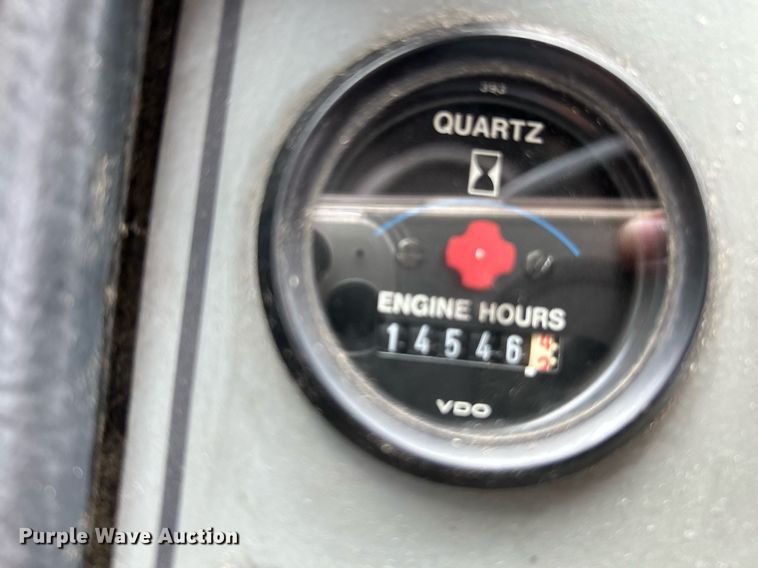 393
QUARTZ
ENGINE HOURS
14546
VDO
Purple Wave Auction